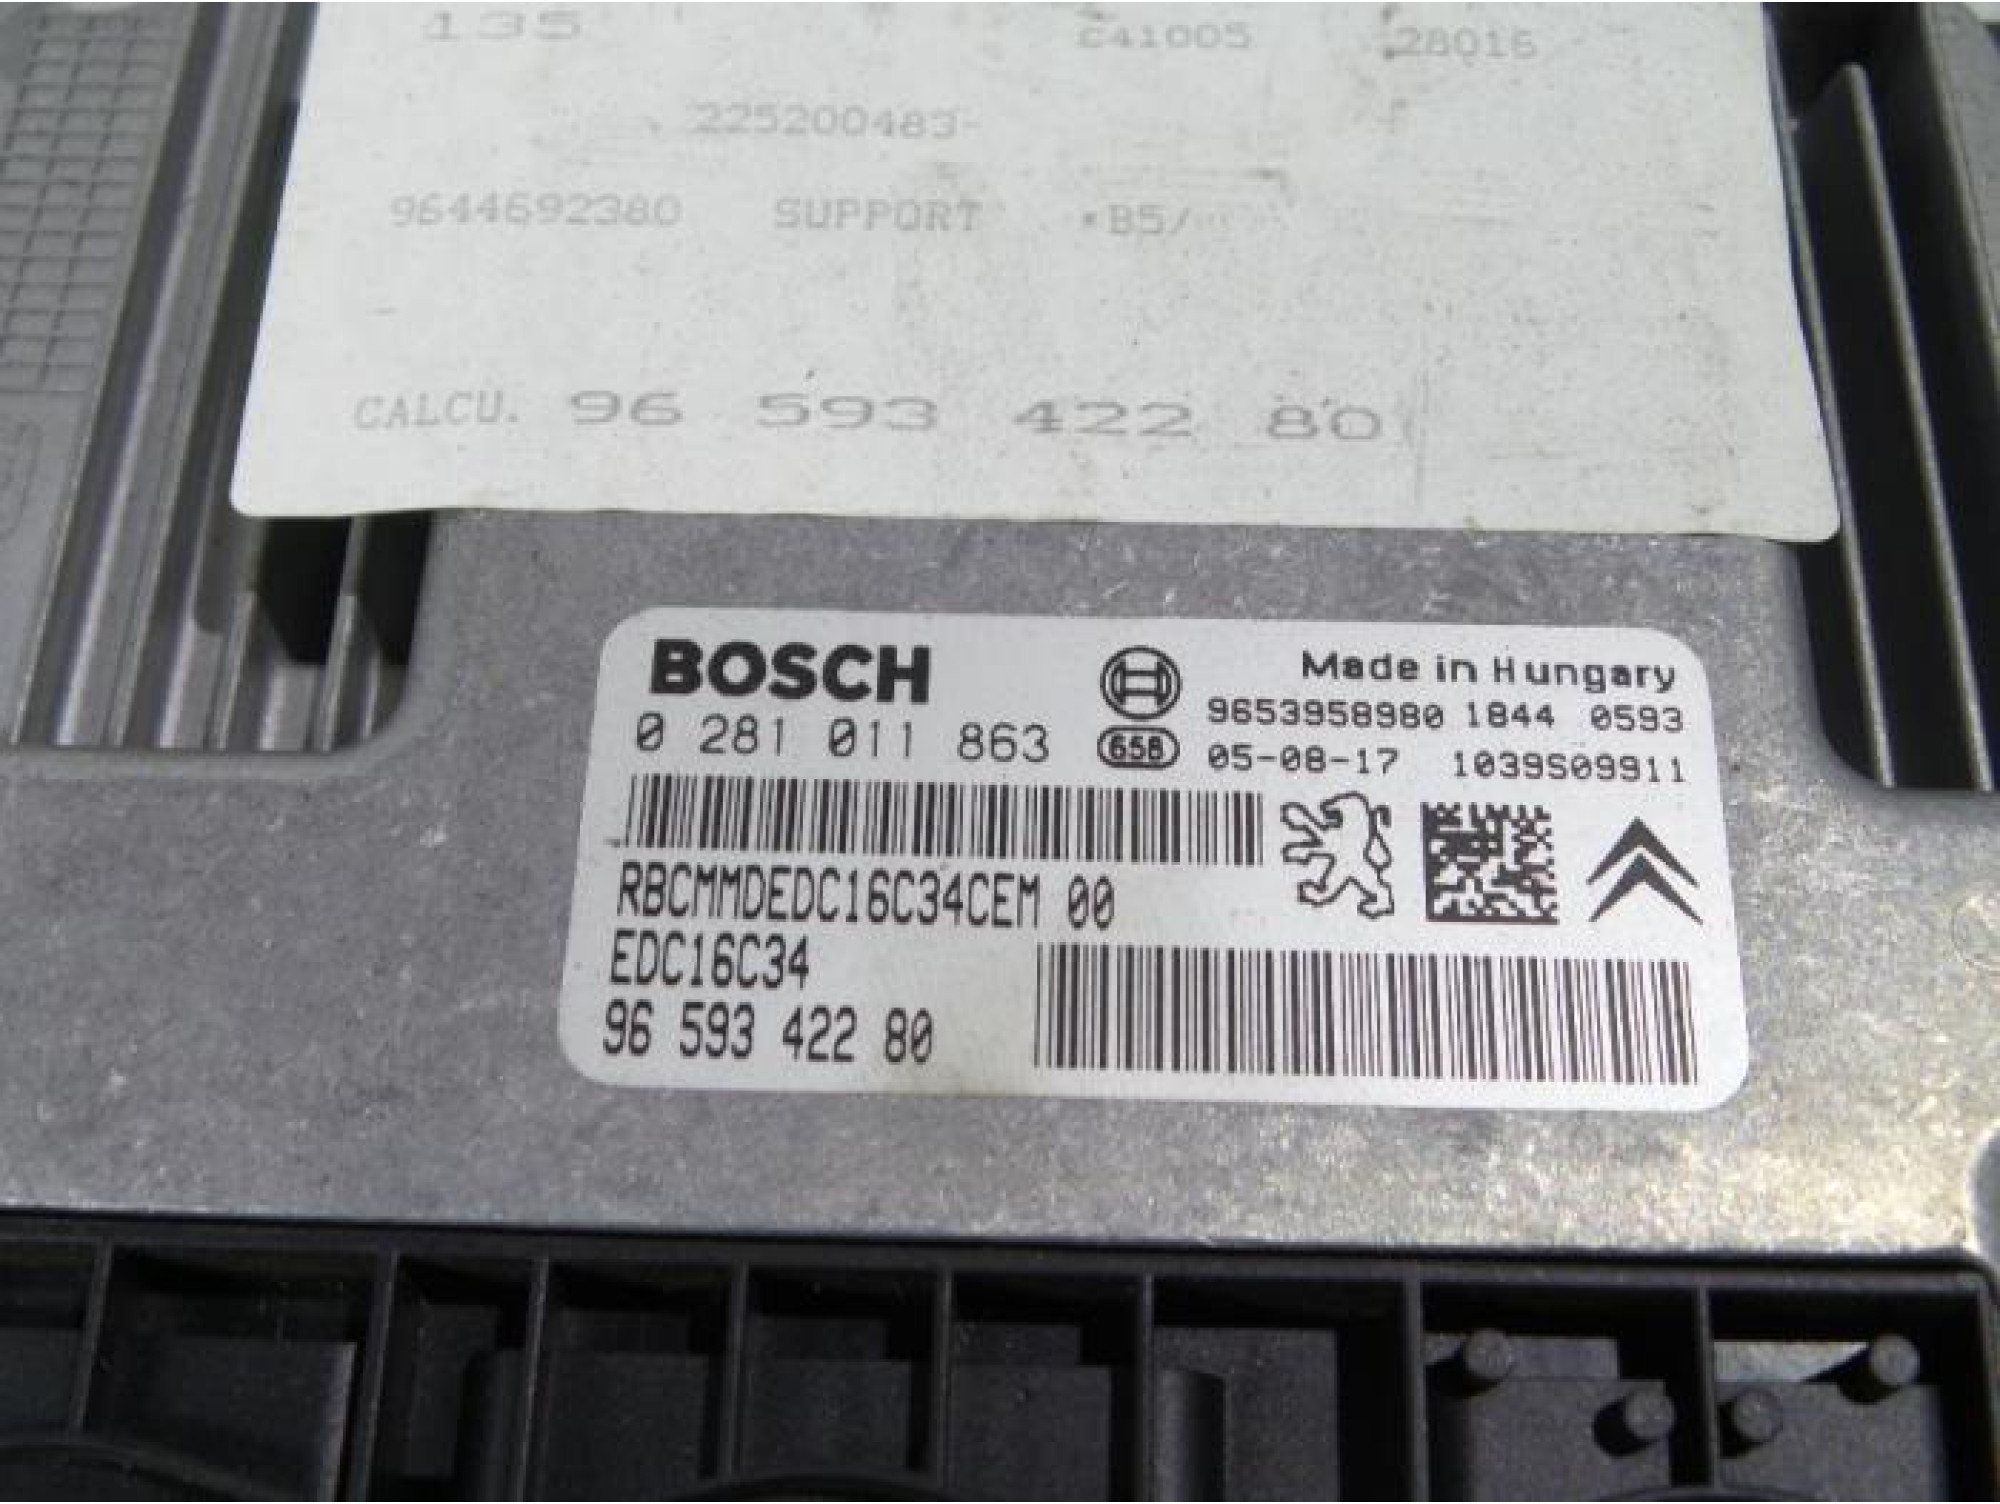 135 C41005 28016
225200483-
9644692380 SUPPORT *B5/
CALCU. 96 593 422 80
BOSCH
Made in Hungary
0 281 011 863
9653958980 1844 0593
658
05-08-17 1039S09911
RBCMMDEDC16C34CEM 00
EDC16C34
96 593 422 80